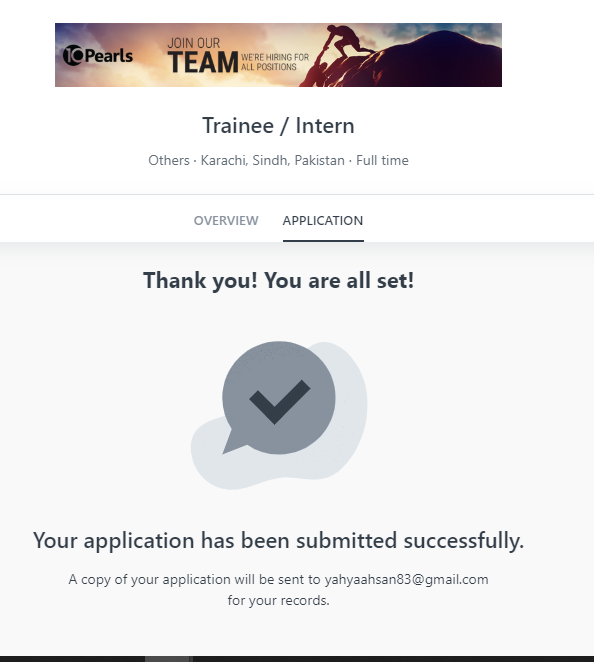 10Pearls
JOIN OUR
TEAM
WE'RE HIRING FOR
ALL POSITIONS
Trainee / Intern
Others · Karachi, Sindh, Pakistan · Full time
OVERVIEW APPLICATION
Thank you! You are all set!
Your application has been submitted successfully.
A copy of your application will be sent to yahyaahsan83@gmail.com
for your records.